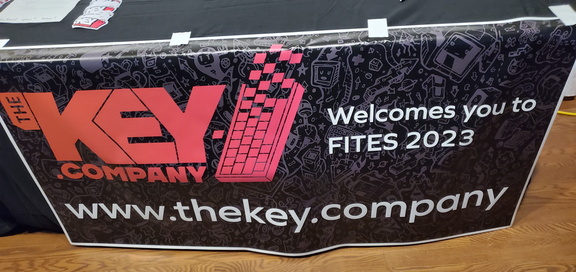 THE
KEY
.COMPANY
Welcomes you to
FITES 2023
www.thekey.company